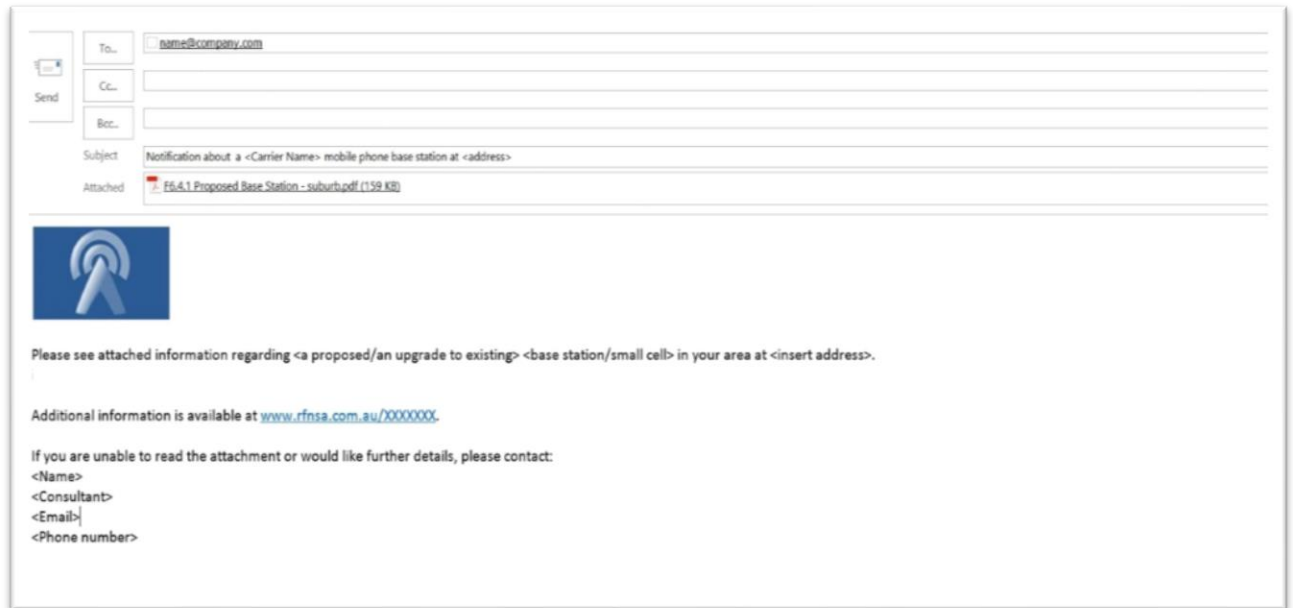 To...
name@company.com
Send
Cc...
Bcc...
Subject
Notification about a <Carrier Name> mobile phone base station at <address>
Attached
F6.4.1 Proposed Base Station - suburb.pdf (159 KB)
Please see attached information regarding <a proposed/an upgrade to existing> <base station/small cell> in your area at <insert address>.
Additional information is available at www.rfnsa.com.au/XXXXXXX.
If you are unable to read the attachment or would like further details, please contact:
<Name>
<Consultant>
<Email>
<Phone number>